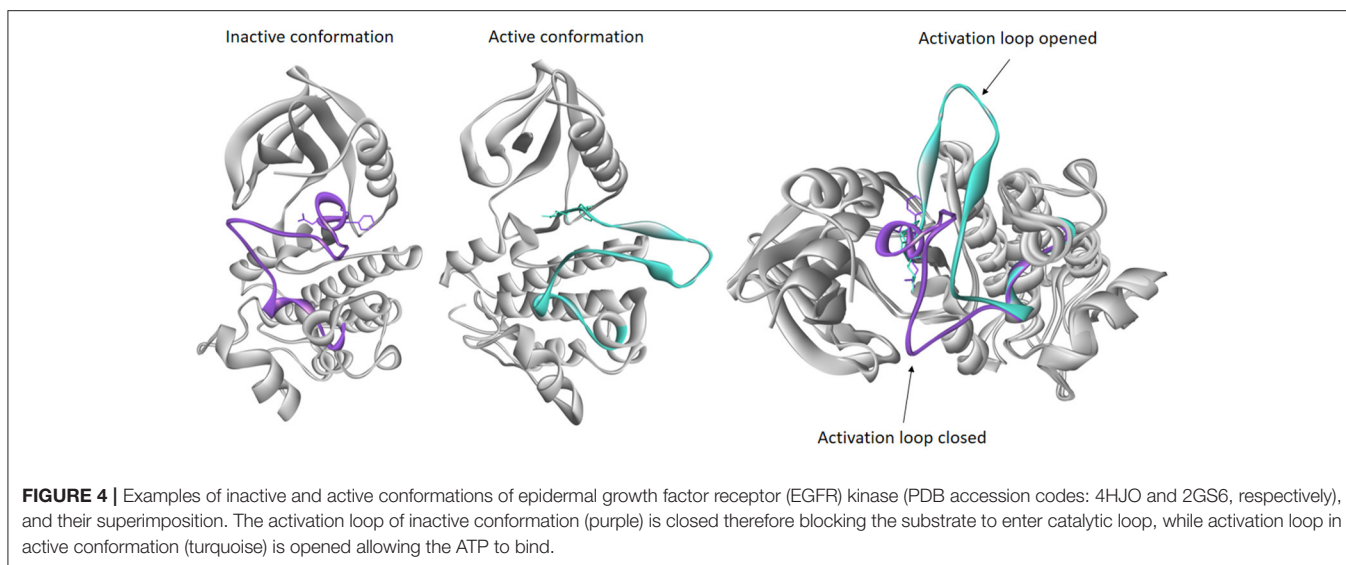 Inactive conformation
Active conformation
Activation loop opened
Activation loop closed
FIGURE 4 | Examples of inactive and active conformations of epidermal growth factor receptor (EGFR) kinase (PDB accession codes: 4HJO and 2GS6, respectively),
and their superimposition. The activation loop of inactive conformation (purple) is closed therefore blocking the substrate to enter catalytic loop, while activation loop in
active conformation (turquoise) is opened allowing the ATP to bind.